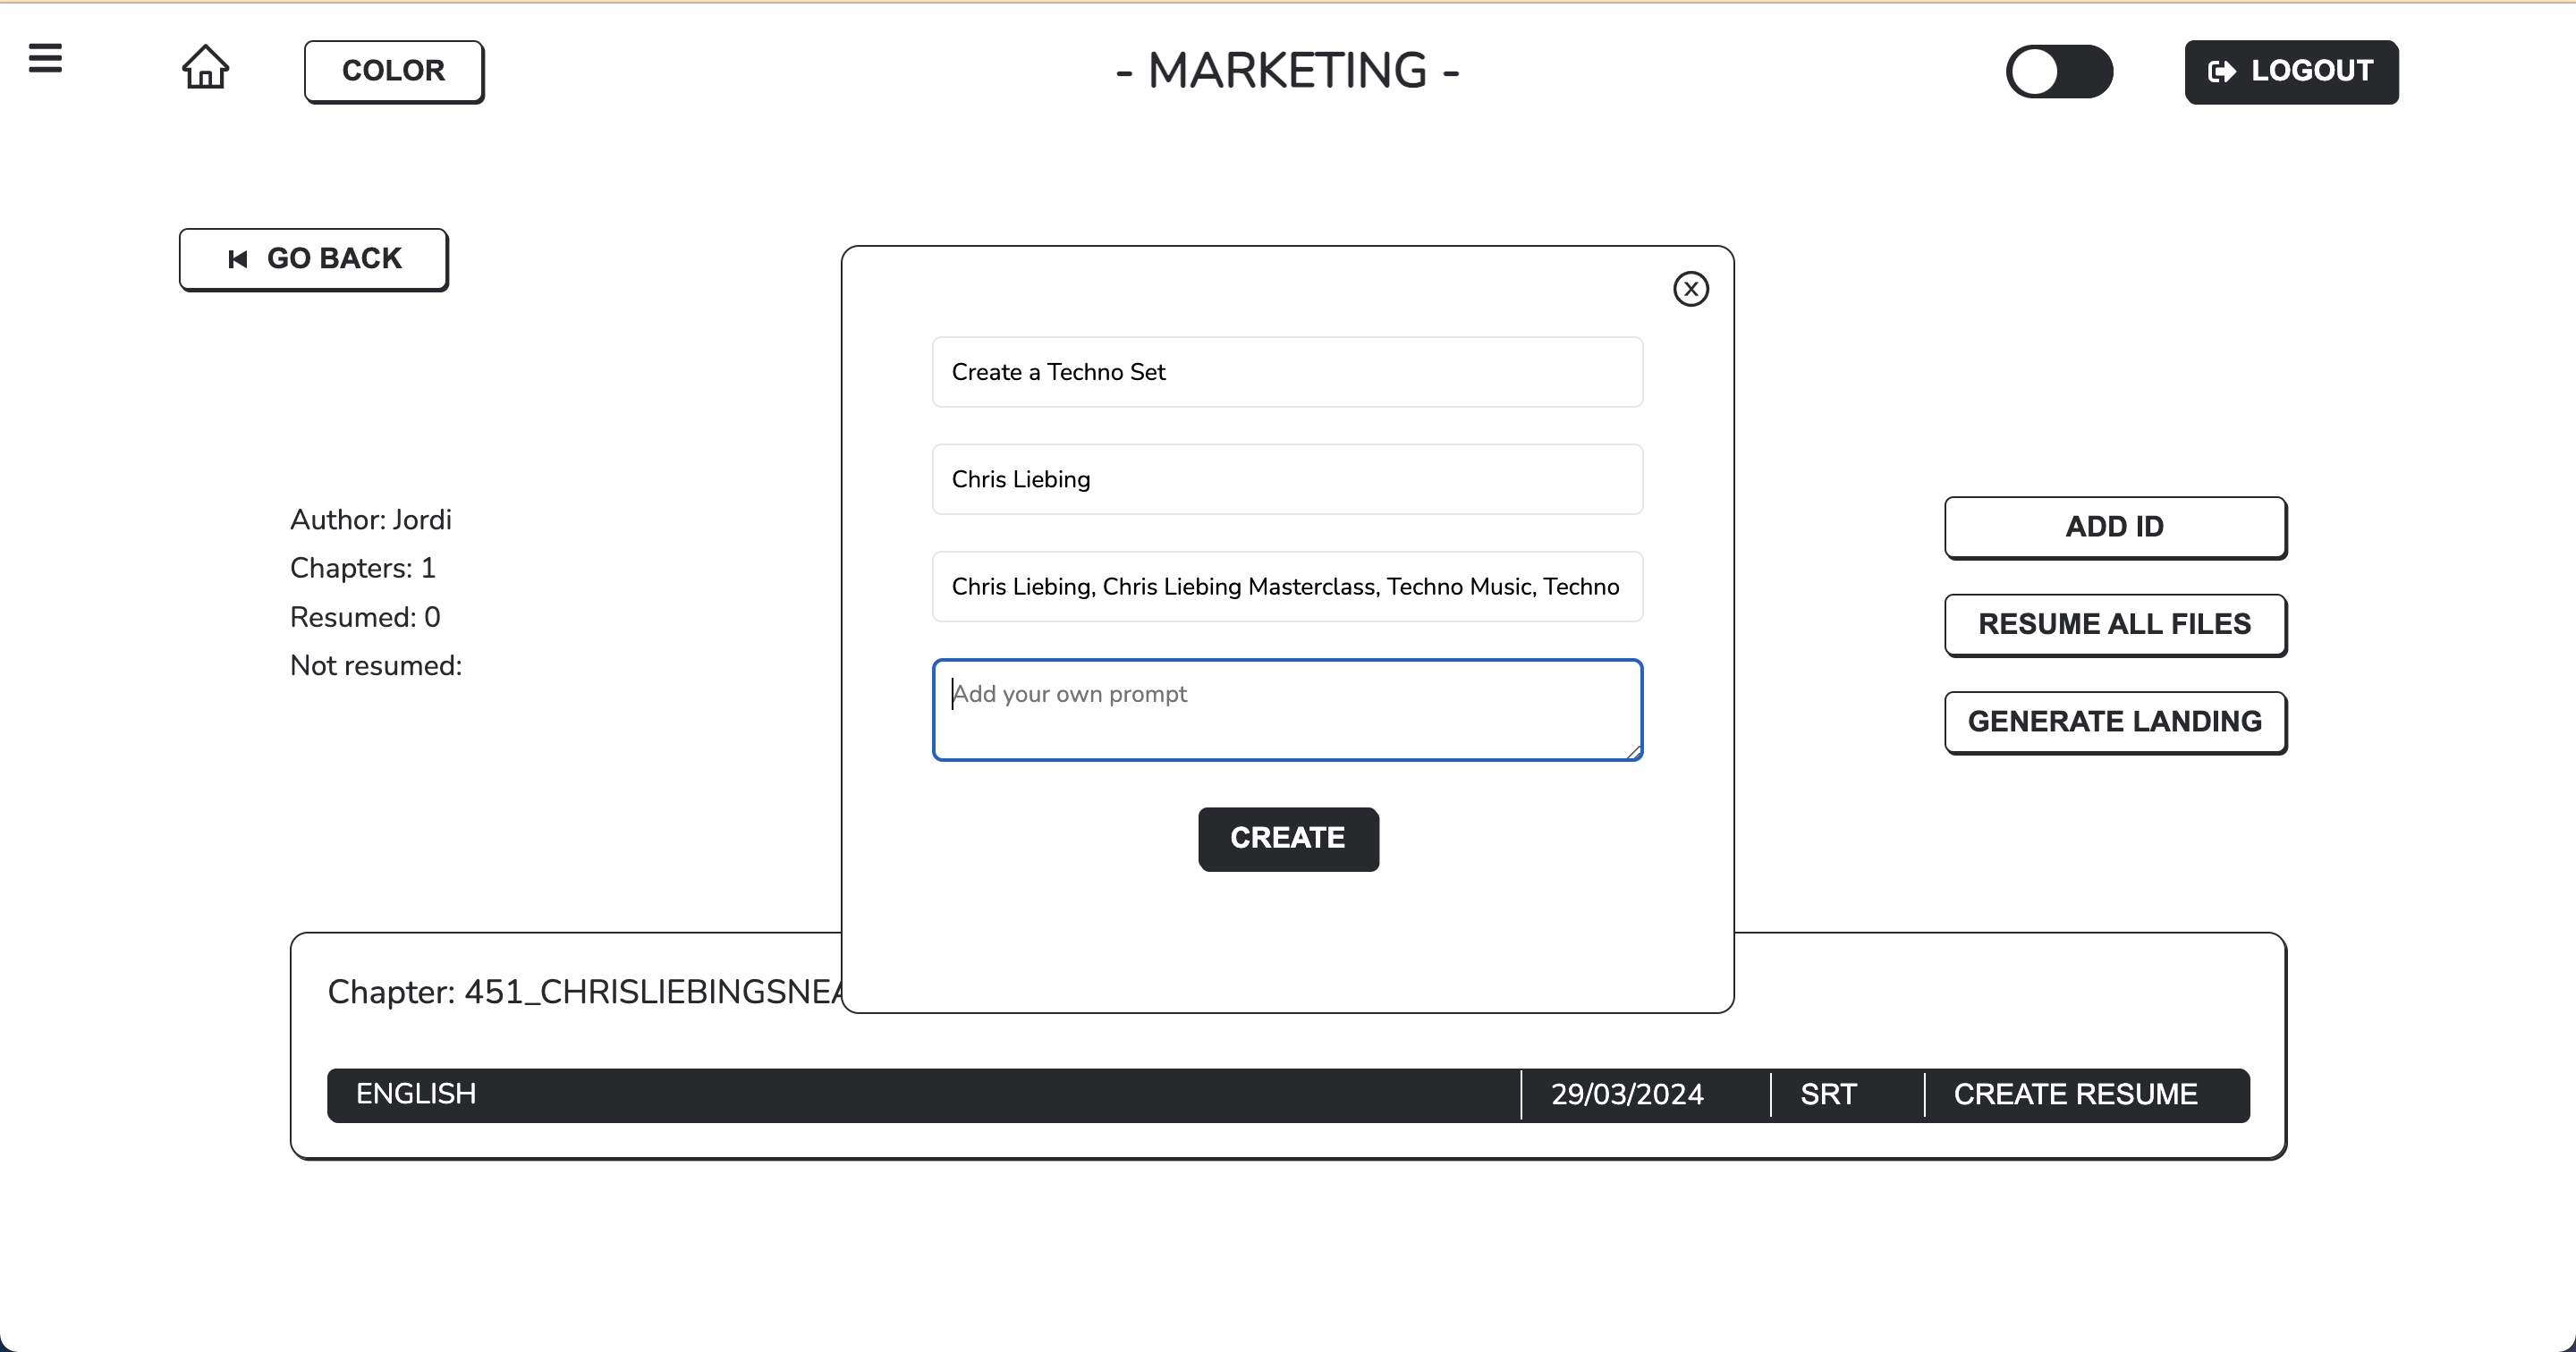 COLOR
- MARKETING -
LOGOUT
GO BACK
X
Create a Techno Set
Chris Liebing
Chris Liebing, Chris Liebing Masterclass, Techno Music, Techno
Add your own prompt
CREATE
Author: Jordi
Chapters: 1
Resumed: 0
Not resumed:
ADD ID
RESUME ALL FILES
GENERATE LANDING
Chapter: 451_CHRISLIEBINGSNEA
ENGLISH
29/03/2024
SRT
CREATE RESUME